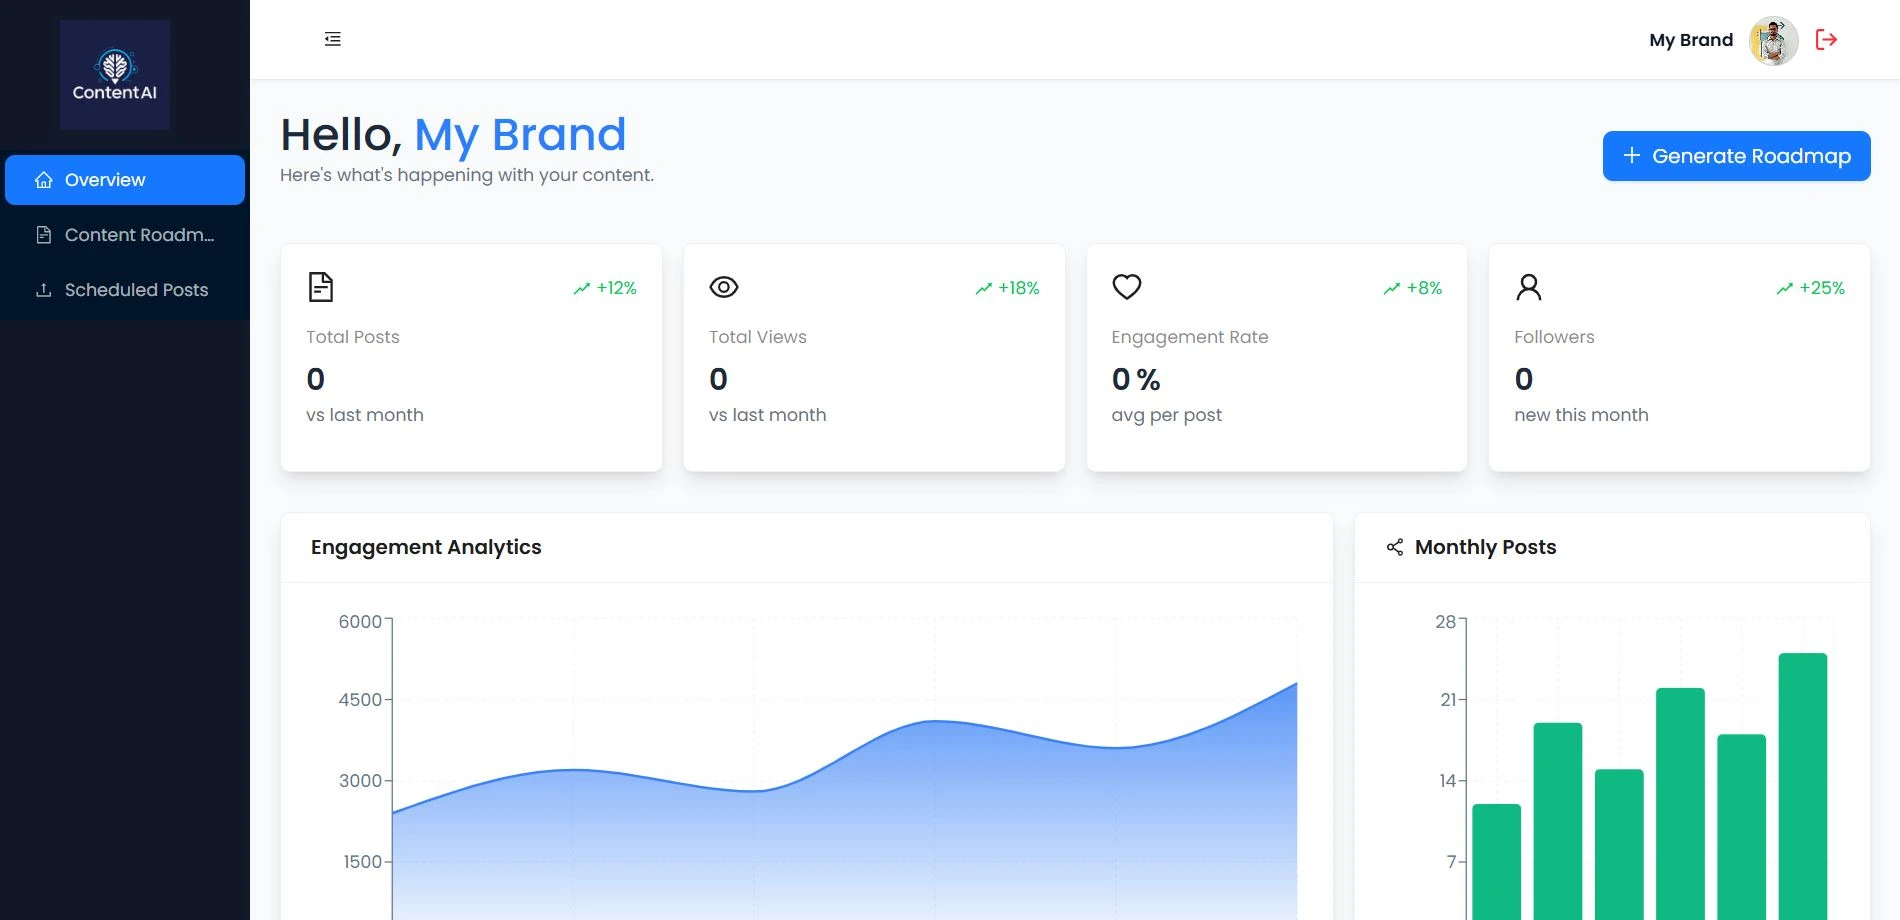 ContentAI
Overview
Content Roadm...
Scheduled Posts
My Brand
Hello, My Brand
Here's what's happening with your content.
+ Generate Roadmap
+12%
Total Posts
0
vs last month
+18%
Total Views
0
vs last month
+8%
Engagement Rate
0 %
avg per post
+25%
Followers
0
new this month
Engagement Analytics
6000
4500
3000
1500
Monthly Posts
28
21
14
7